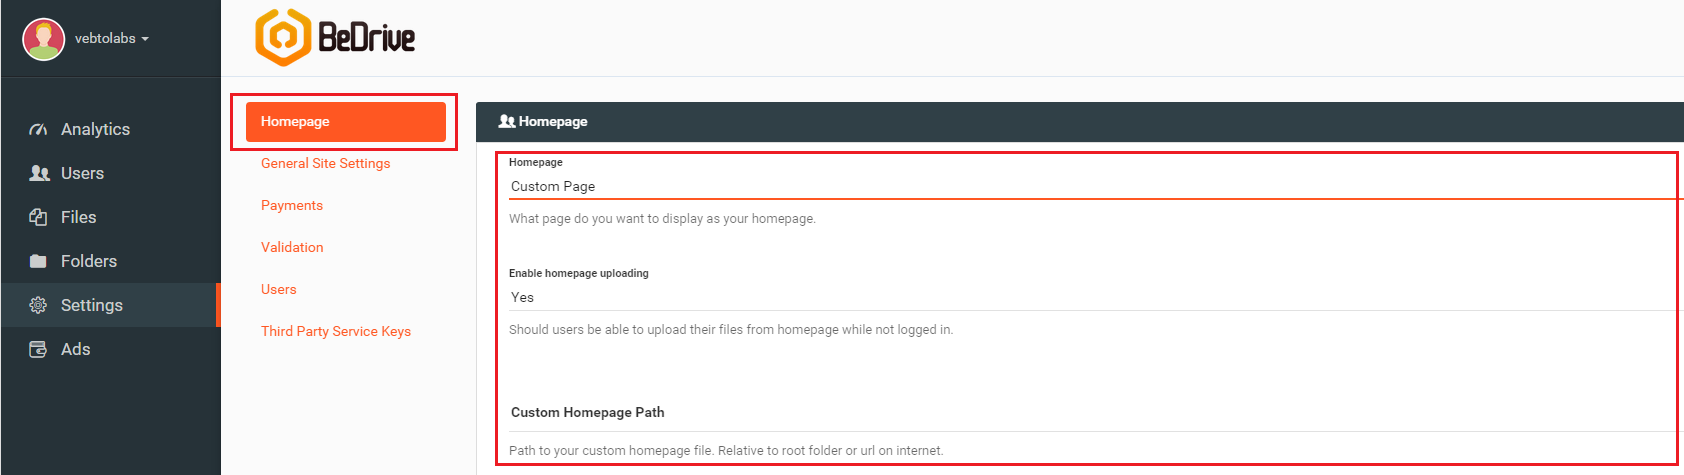 vebtolabs
BeDrive
Analytics
Users
Files
Folders
Settings
Ads
Homepage
General Site Settings
Payments
Validation
Users
Third Party Service Keys
Homepage
Homepage
Custom Page
What page do you want to display as your homepage.
Enable homepage uploading
Yes
Should users be able to upload their files from homepage while not logged in.
Custom Homepage Path
Path to your custom homepage file. Relative to root folder or url on internet.